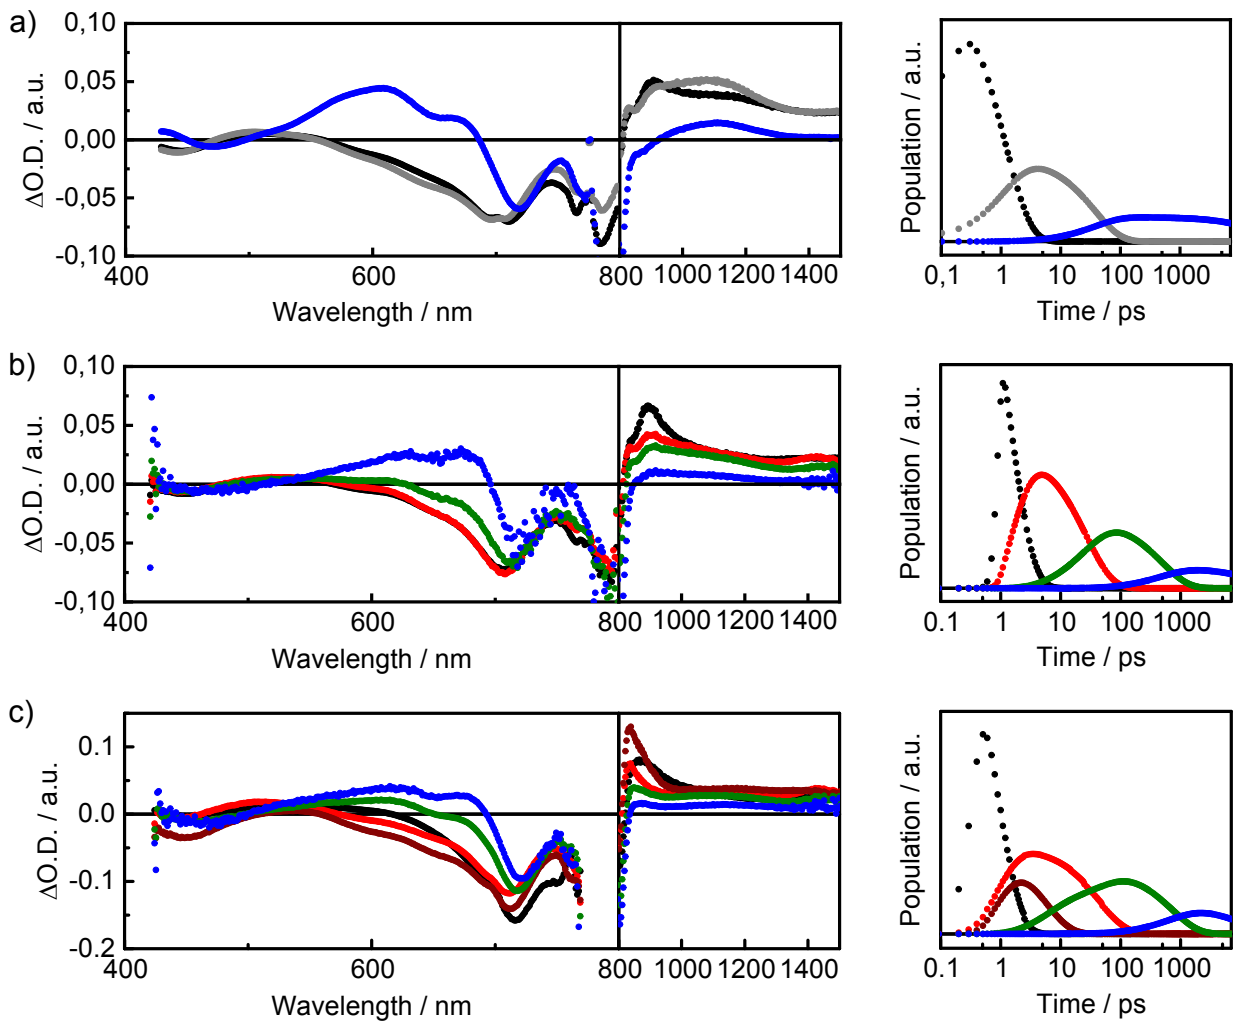 a)
0,10
0,05
0,00
-0,05
-0,10
ΔO.D. / a.u.
400 600 800 1000 1200 1400
Wavelength / nm
Population / a.u.
0,1 1 10 100 1000
Time / ps
b)
0,10
0,05
0,00
-0,05
-0,10
ΔO.D. / a.u.
400 600 800 1000 1200 1400
Wavelength / nm
Population / a.u.
0.1 1 10 100 1000
Time / ps
c)
0.1
0.0
-0.1
-0.2
ΔO.D. / a.u.
400 600 800 1000 1200 1400
Wavelength / nm
Population / a.u.
0.1 1 10 100 1000
Time / ps